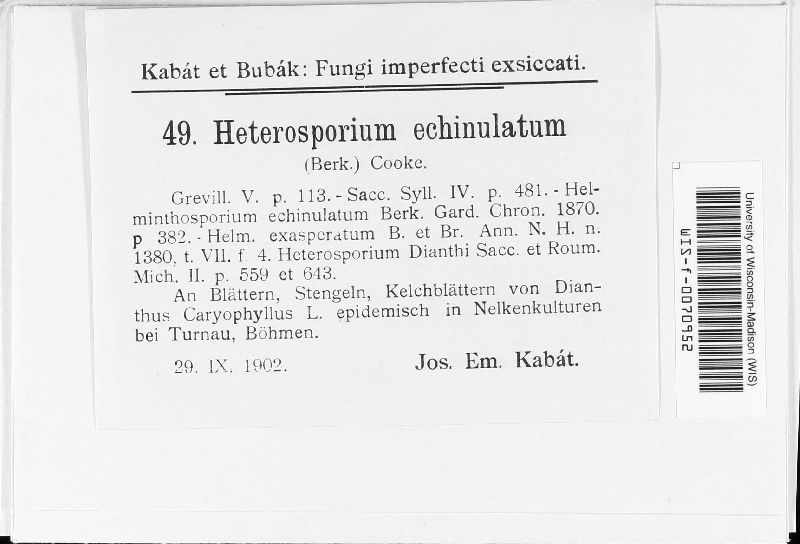 Kabát et Bubák: Fungi imperfecti exsiccati.
49. Heterosporium echinulatum
(Berk.) Cooke.
Grevill. V. p. 113. - Sacc. Syll. IV. p. 481. - Hel-
minthosporium echinulatum Berk. Gard. Chron. 1870.
p 382. - Helm. exasperatum B. et Br. Ann. N. H. n.
1380, t. VII. f 4. Heterosporium Dianthi Sacc. et Roum.
Mich. II. p. 559 et 643.
An Blättern, Stengeln, Kelchblättern von Dian-
thus Caryophyllus L. epidemisch in Nelkenkulturen
bei Turnau, Böhmen.
29. IX. 1902.
Jos. Em. Kabát.
University of Wisconsin-Madison (WIS)
WIS-f-0070952